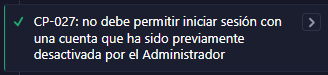 CP-027: no debe permitir iniciar sesión con
una cuenta que ha sido previamente
desactivada por el Administrador